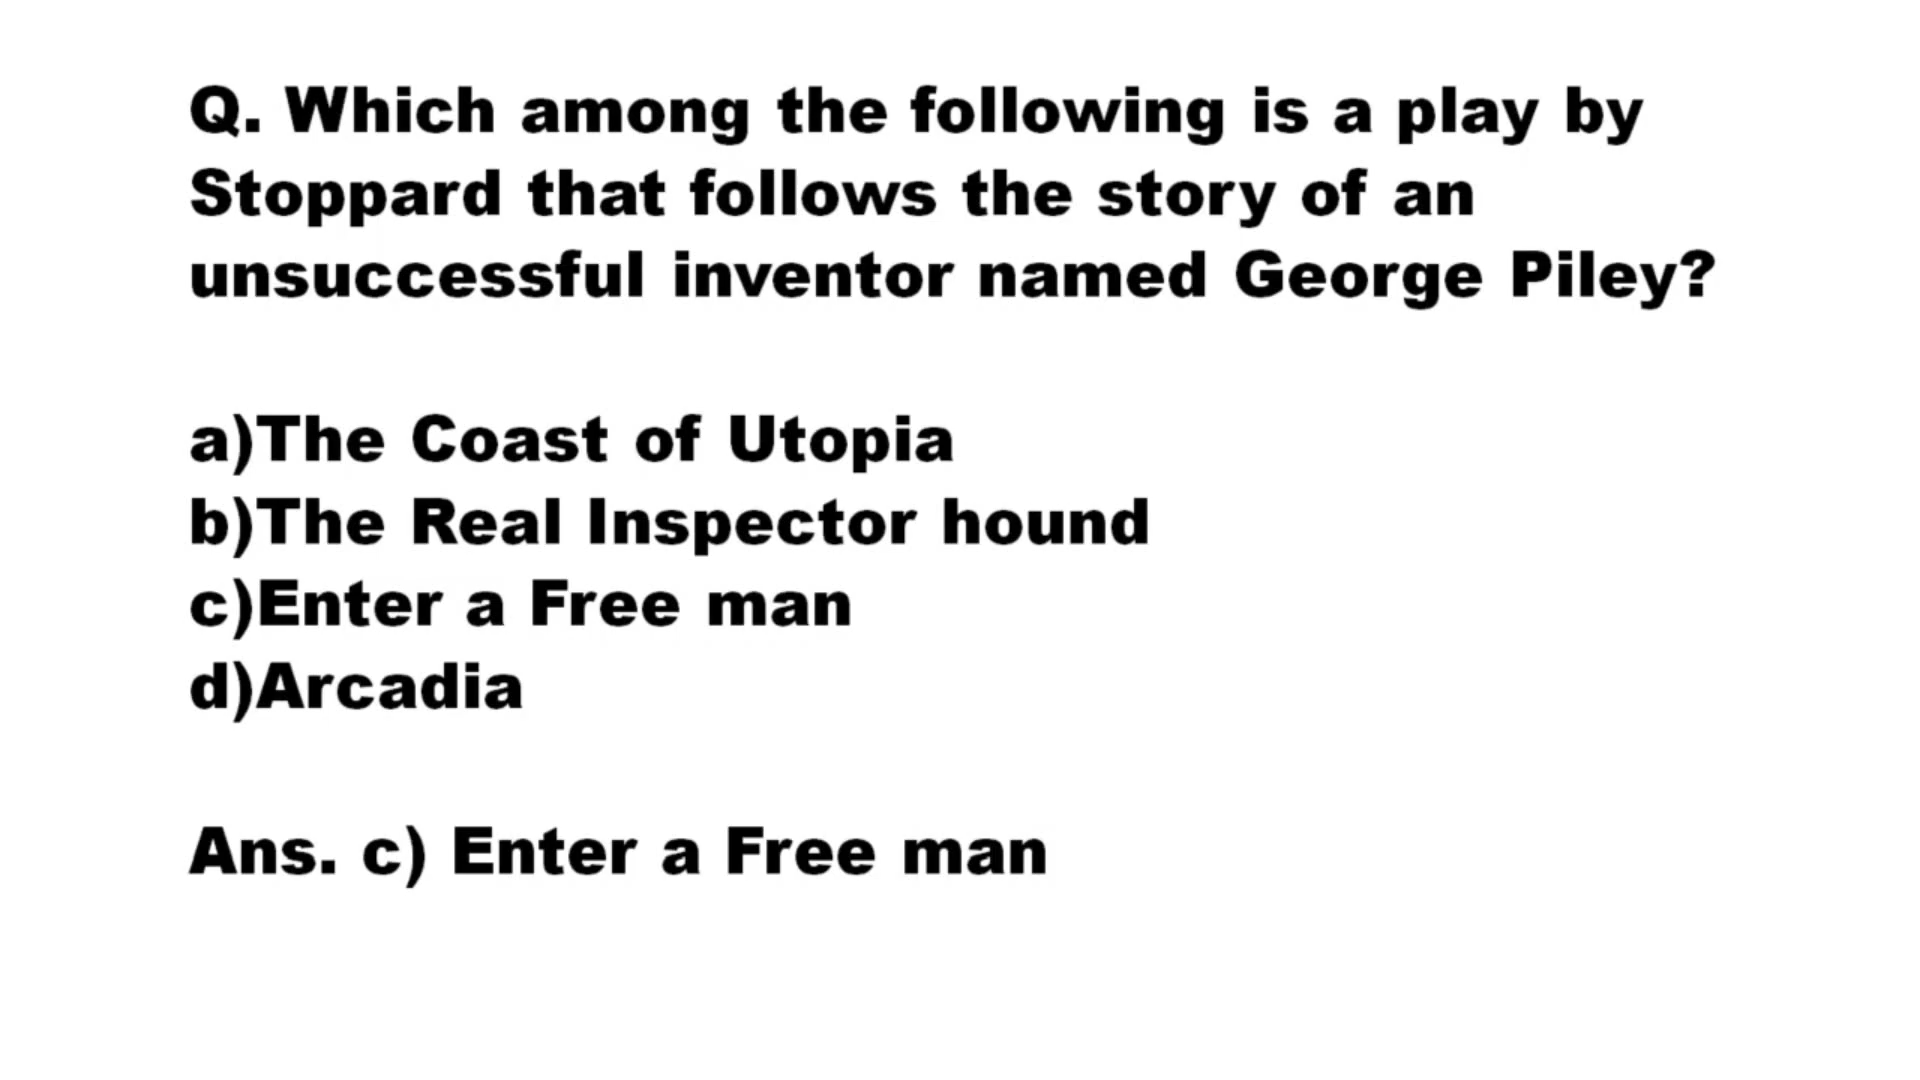 Q. Which among the following is a play by
Stoppard that follows the story of an
unsuccessful inventor named George Piley?
a)The Coast of Utopia
b)The Real Inspector hound
c)Enter a Free man
d)Arcadia
Ans. c) Enter a Free man